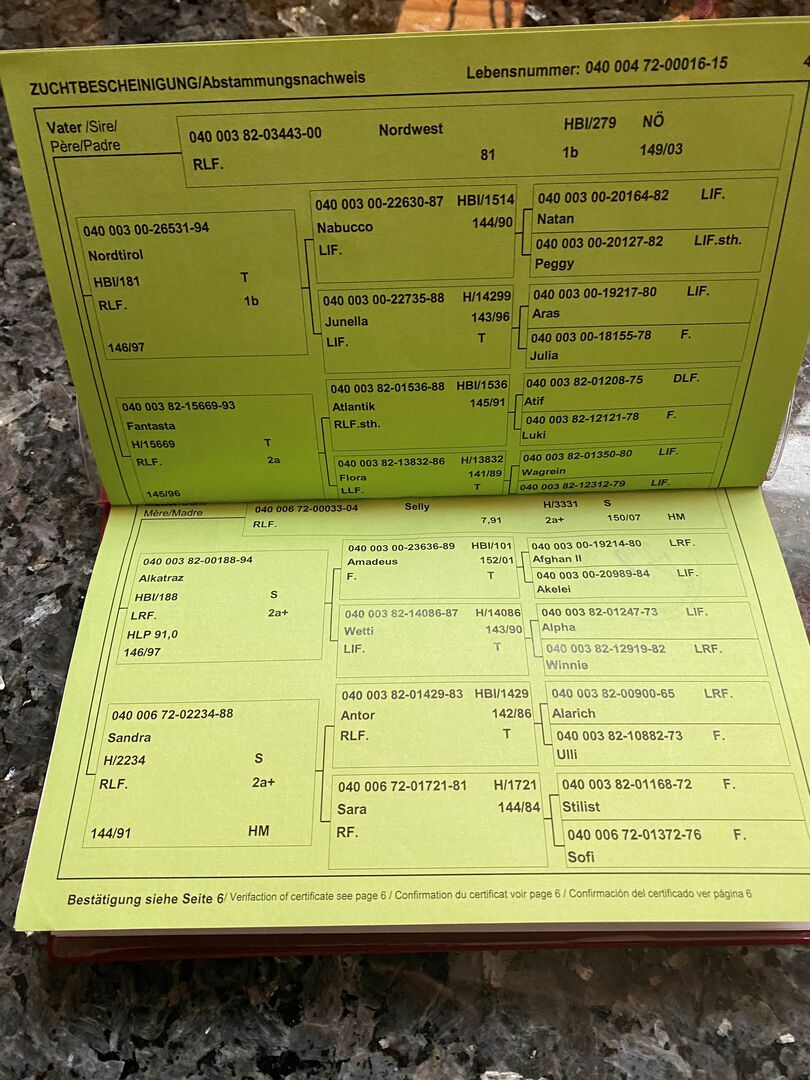 ZUCHTBESCHEINIGUNG/Abstammungsnachweis Lebensnummer: 040 004 72-00016-15 4
Vater /Sire/
Père/Padre
040 003 82-03443-00 Nordwest HBI/279 NÖ
RLF. 81 1b 149/03
040 003 00-26531-94
Nordtirol
HBI/181 T
RLF. 1b
146/97
040 003 00-22630-87 HBI/1514
Nabucco 144/90
LIF.
040 003 00-20164-82 LIF.
Natan
040 003 00-20127-82 LIF.sth.
Peggy
040 003 00-22735-88 H/14299
Junella 143/96
LIF. T
040 003 00-19217-80 LIF.
Aras
040 003 00-18155-78 F.
Julia
040 003 82-15669-93
Fantasta
H/15669 T
RLF. 2a
145/96
040 003 82-01536-88 HBI/1536
Atlantik 145/91
RLF.sth.
040 003 82-01208-75 DLF.
Atif
040 003 82-12121-78 F.
Luki
040 003 82-13832-86 H/13832
Flora 141/89
LLF. T
040 003 82-01350-80 LIF.
Wagrein
040 003 82-12312-79 LIF.
Mère/Madre
040 006 72-00033-04 Selly H/3331 S
RLF. 7,91 2a+ 150/07 HM
040 003 82-00188-94
Alkatraz
HBI/188 S
LRF. 2a+
HLP 91,0
146/97
040 003 00-23636-89 HBI/101
Amadeus 152/01
F. T
040 003 00-19214-80 LRF.
Afghan II
040 003 00-20989-84 LIF.
Akelei
040 003 82-14086-87 H/14086
Wetti 143/90
LIF. T
040 003 82-01247-73 LIF.
Alpha
040 003 82-12919-82 LRF.
Winnie
040 006 72-02234-88
Sandra
H/2234 S
RLF. 2a+
144/91 HM
040 003 82-01429-83 HBI/1429
Antor 142/86
RLF. T
040 003 82-00900-65 LRF.
Alarich
040 003 82-10882-73 F.
Ulli
040 006 72-01721-81 H/1721
Sara 144/84
RF.
040 003 82-01168-72 F.
Stilist
040 006 72-01372-76 F.
Sofi
Bestätigung siehe Seite 6/ Verifaction of certificate see page 6 / Confirmation du certificat voir page 6 / Confirmación del certificado ver página 6